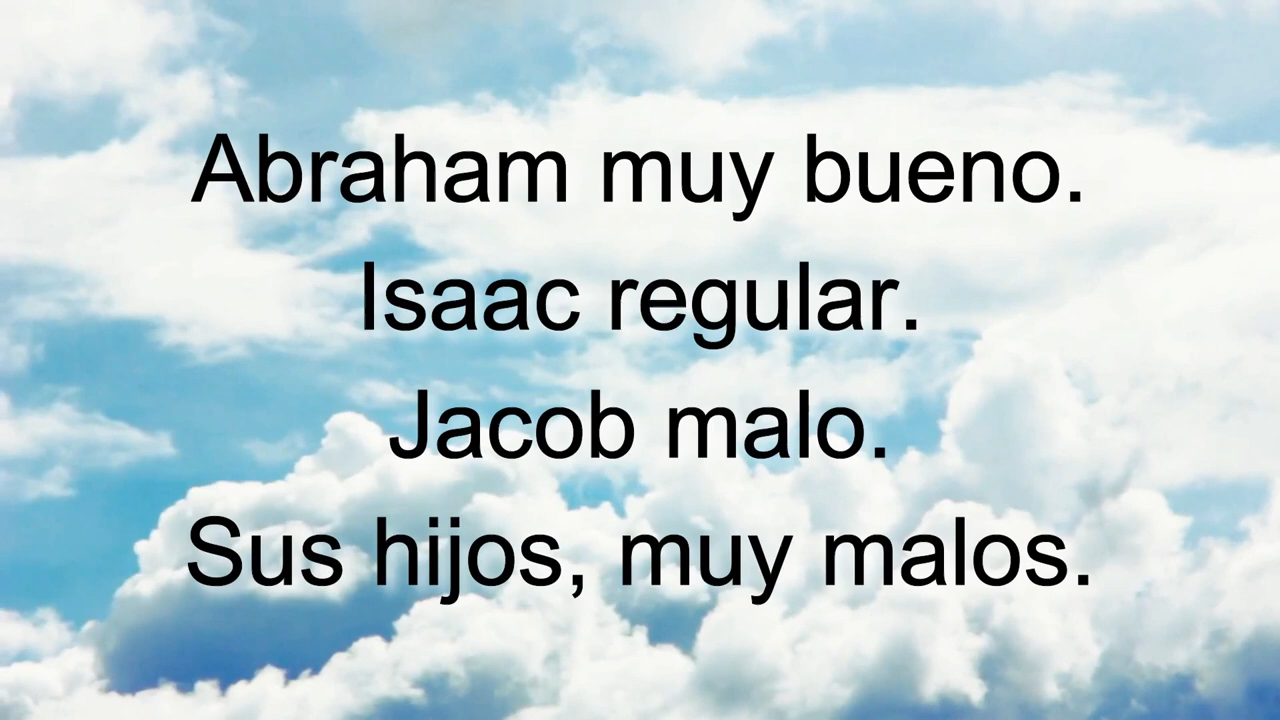 Abraham muy bueno.
Isaac regular.
Jacob malo.
Sus hijos, muy malos.